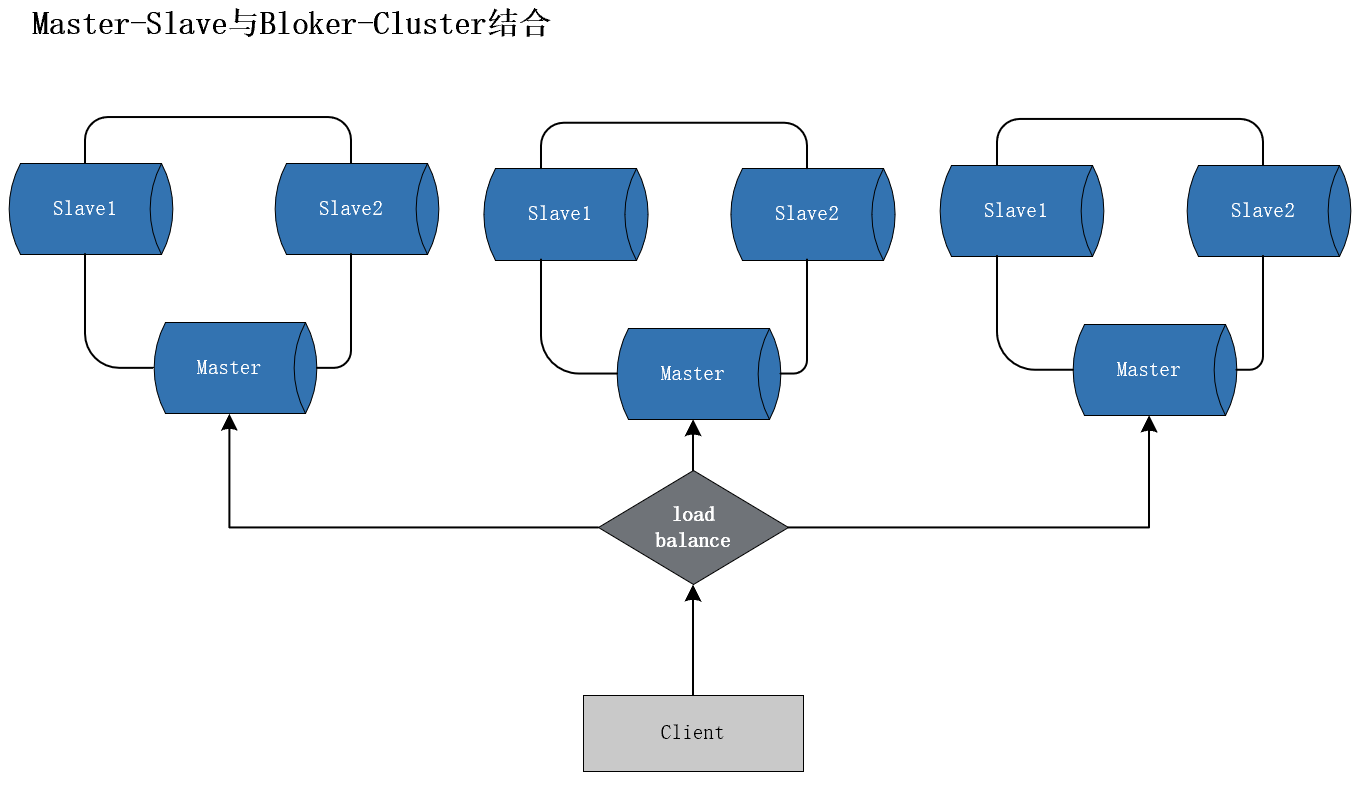 Master-Slave与Bloker-Cluster结合
Slave1
Slave2
Master
Slave1
Slave2
Master
Slave1
Slave2
Master
load
balance
Client